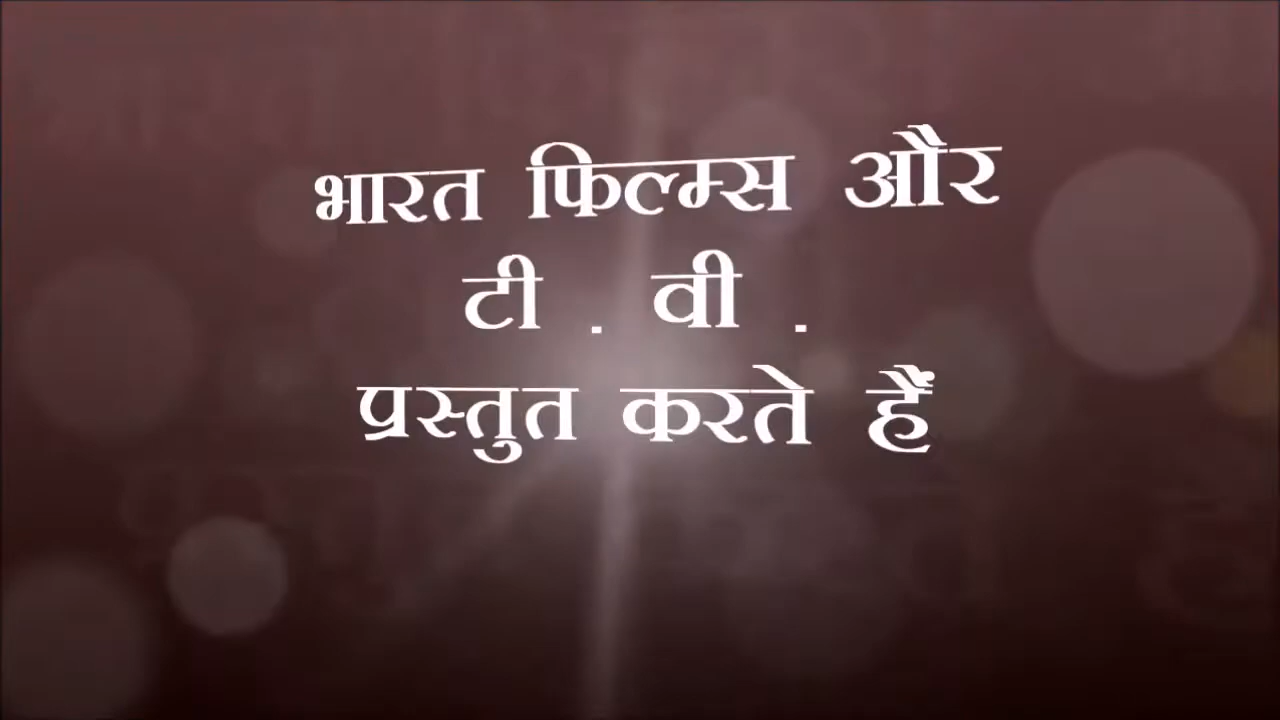 भारत फिल्म्स और
टी . वी .
प्रस्तुत करते हैं